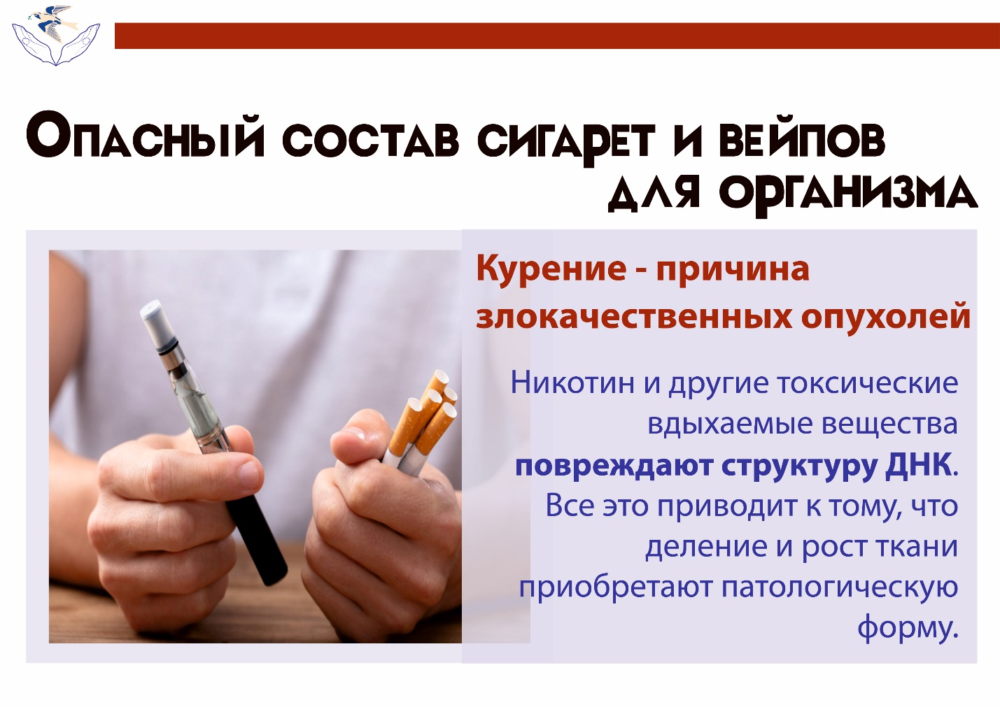 Опасный состав сигарет и вейпов
для организма
Курение - причина
злокачественных опухолей
Никотин и другие токсические
вдыхаемые вещества
повреждают структуру ДНК.
Все это приводит к тому, что
деление и рост ткани
приобретают патологическую
форму.